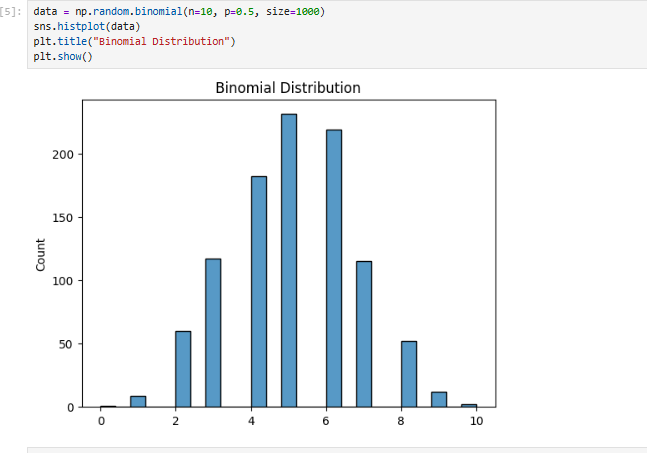 [5]:
data = np.random.binomial(n=10, p=0.5, size=1000)
sns.histplot(data)
plt.title("Binomial Distribution")
plt.show()
Binomial Distribution
200
150
100
50
0
Count
0 2 4 6 8 10